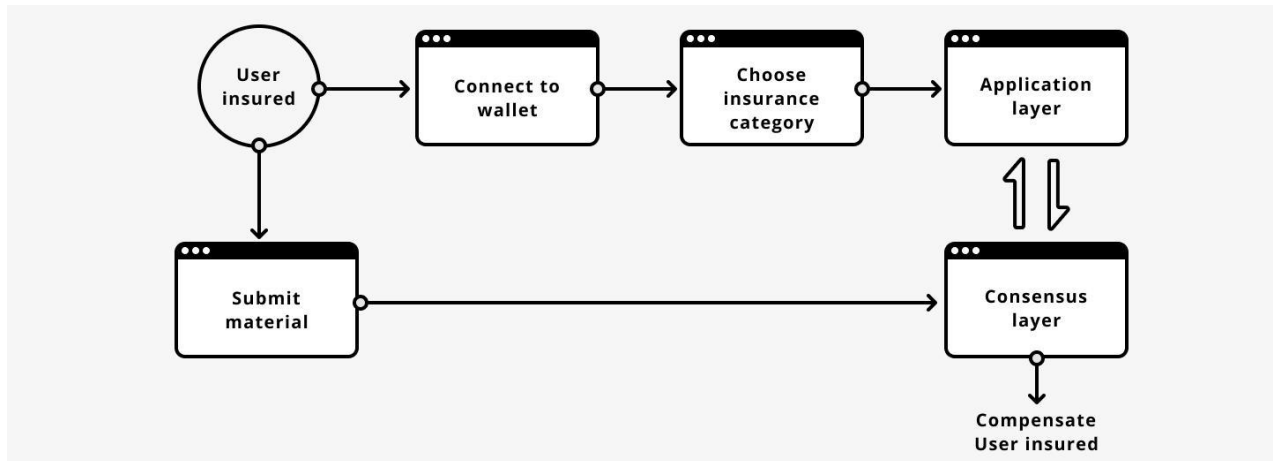 User
insured
Connect to
wallet
Choose
insurance
category
Application
layer
Submit
material
Consensus
layer
Compensate
User insured